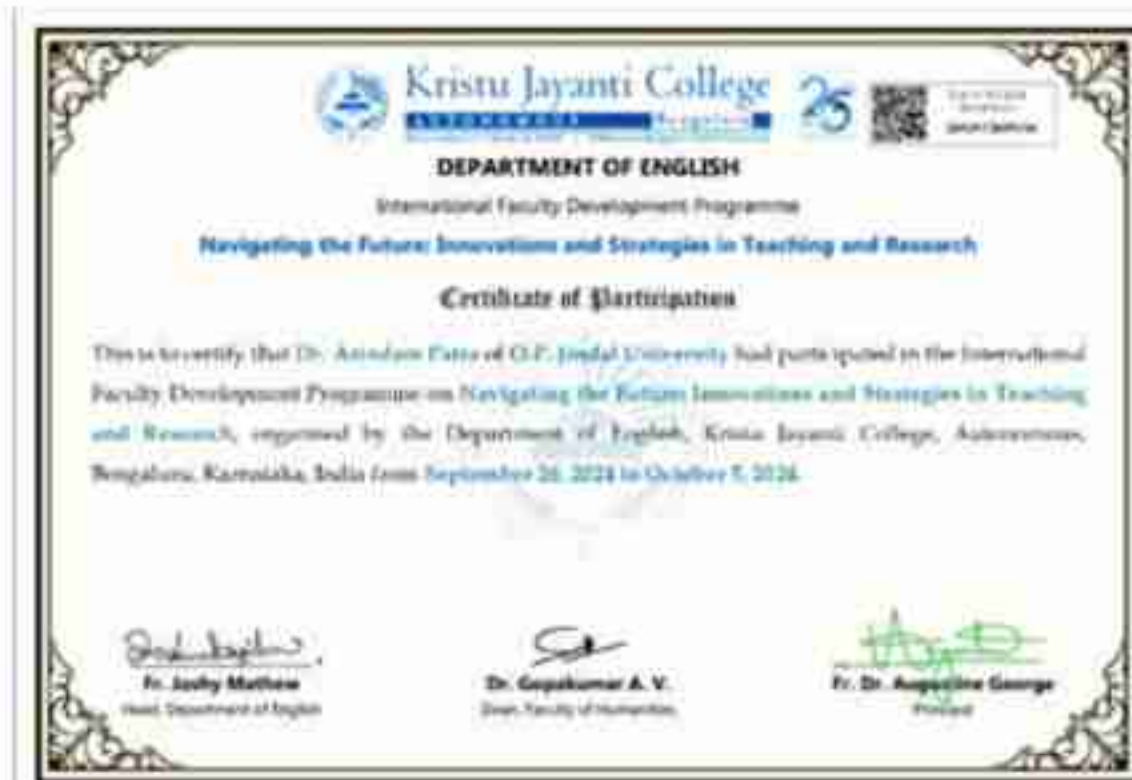 Kristu Jayanti College
AUTONOMOUS Bengaluru
25
DEPARTMENT OF ENGLISH
International Faculty Development Programme
Navigating the Future: Innovations and Strategies in Teaching and Research
Certificate of Participation
This is to certify that Dr. Arindam Patra of O.P. Jindal University had participated in the International
Faculty Development Programme on Navigating the Future: Innovations and Strategies in Teaching
and Research, organised by the Department of English, Kristu Jayanti College, Autonomous,
Bengaluru, Karnataka, India from September 2024 to October 5, 2024.
Fr. Joshy Mathew
Head, Department of English
Dr. Gopakumar A. V.
Dean, Faculty of Humanities
Fr. Dr. Augustine George
Principal